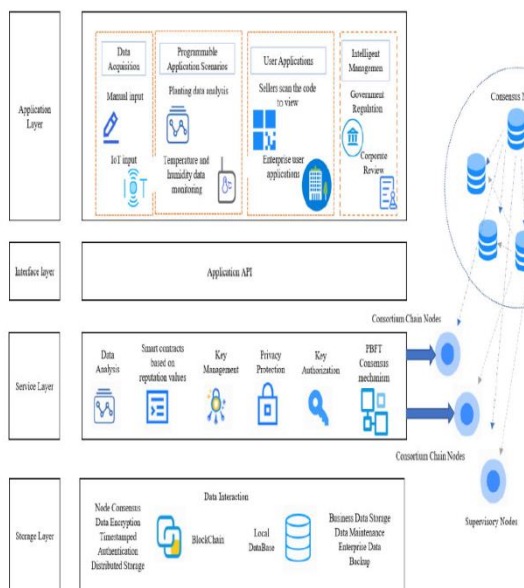 Application
Layer
Data
Acquisition
Manual input
IoT input
I T
Programmable
Application Scenarios
Planting data analysis
Temperature and
humidity data
monitoring
User Applications
Sellers scan the code
to view
Enterprise user
applications
Intelligent
Managemen
Government
Regulation
Corporate
Review
Consensus N
Interface layer
Application API
Consortium Chain Nodes
Service Layer
Data
Analysis
Smart contracts
based on
reputation values
Key
Management
Privacy
Protection
Key
Authorization
PBFT
Consensus
mechanism
Consortium Chain Nodes
Supervisory Nodes
Storage Layer
Data Interaction
Node Consensus
Data Encryption
Timestamped
Authentication
Distributed Storage
BlockChain
Local
DataBase
Business Data Storage
Data Maintenance
Enterprise Data
Backup